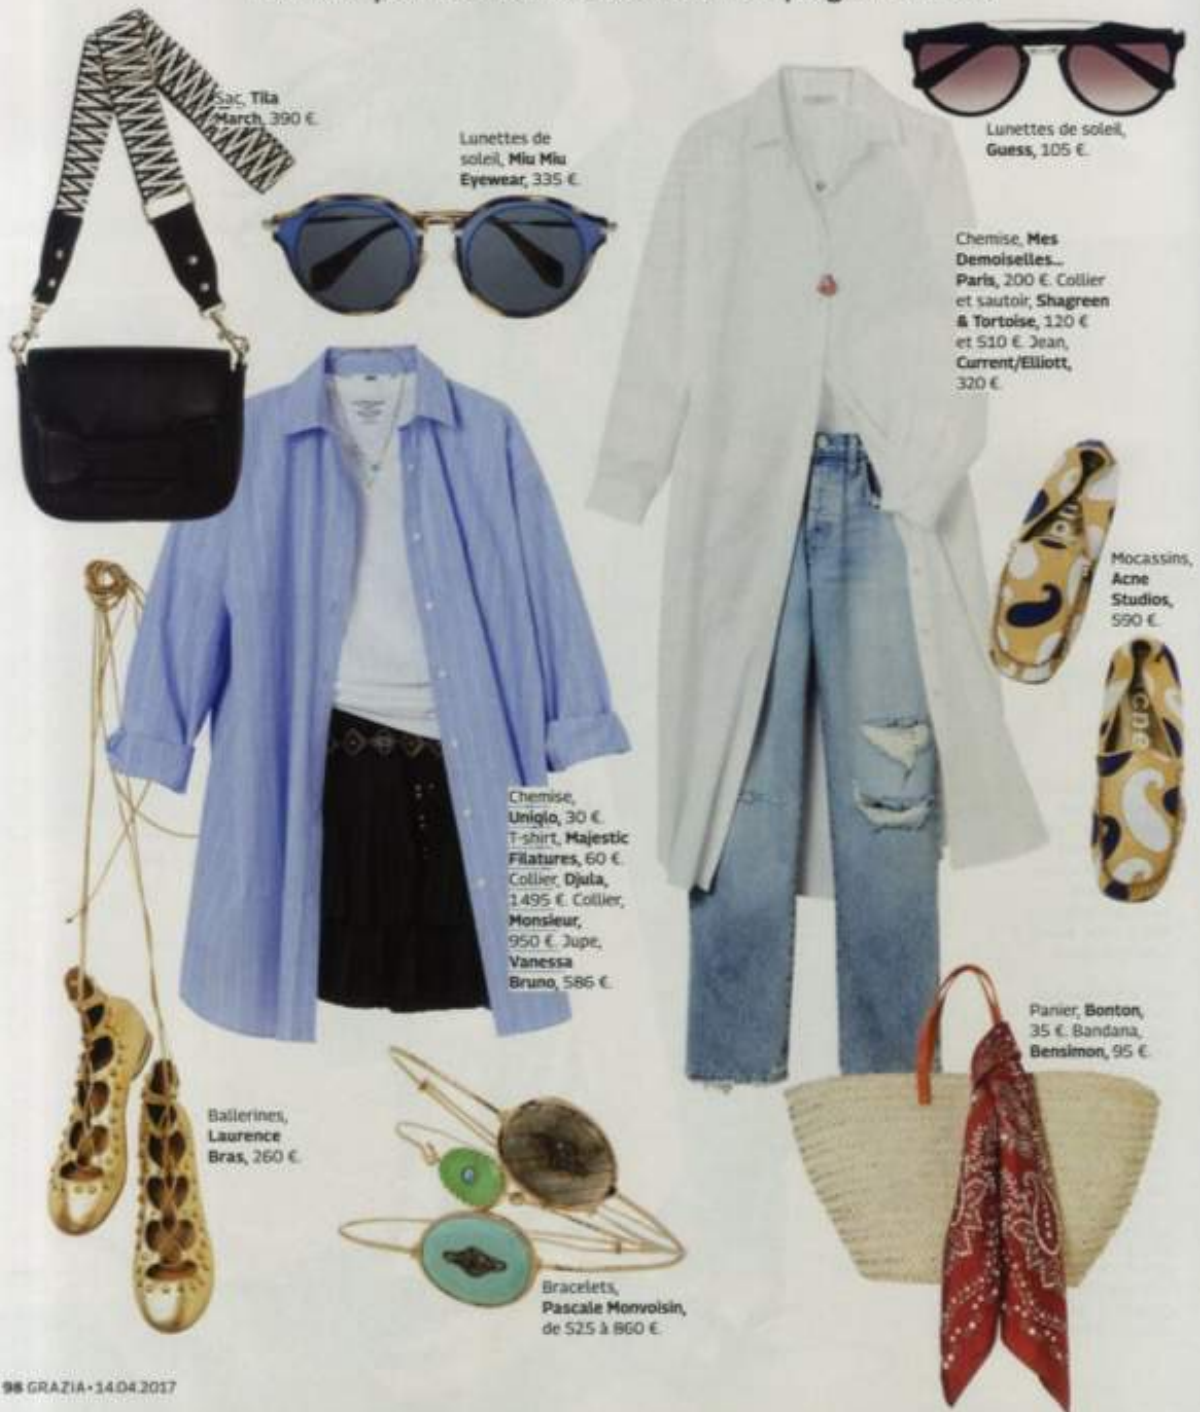 Sac, Tila
March, 390 €.
Lunettes de
soleil, Miu Miu
Eyewear, 335 €.
Lunettes de soleil,
Guess, 105 €.
Chemise, Mes
Demoiselles...
Paris, 200 €. Collier
et sautoir, Shagreen
& Tortoise, 120 €
et 510 €. Jean,
Current/Elliott,
320 €.
Mocassins,
Acne
Studios,
590 €.
cne
Chemise,
Uniqlo, 30 €.
T-shirt, Majestic
Filatures, 60 €.
Collier, Djula,
1 495 €. Collier,
Monsieur,
950 €. Jupe,
Vanessa
Bruno, 586 €.
Panier, Bonton,
35 €. Bandana,
Bensimon, 95 €.
Ballerines,
Laurence
Bras, 260 €.
Bracelets,
Pascale Monvoisin,
de 525 à 860 €.
98 GRAZIA • 14.04.2017